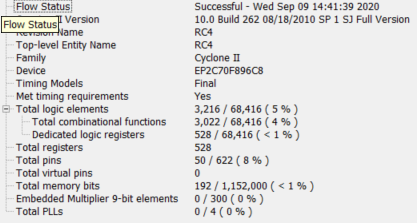 Flow Status Successful - Wed Sep 09 14:41:39 2020
Flow Status I Version 10.0 Build 262 08/18/2010 SP 1 SJ Full Version
Name RC4
Top-level Entity Name RC4
Family Cyclone II
Device EP2C70F896C8
Timing Models Final
Met timing requirements Yes
Total logic elements 3,216 / 68,416 ( 5 % )
Total combinational functions 3,022 / 68,416 ( 4 % )
Dedicated logic registers 528 / 68,416 ( < 1 % )
Total registers 528
Total pins 50 / 622 ( 8 % )
Total virtual pins 0
Total memory bits 192 / 1,152,000 ( < 1 % )
Embedded Multiplier 9-bit elements 0 / 300 ( 0 % )
Total PLLs 0 / 4 ( 0 % )